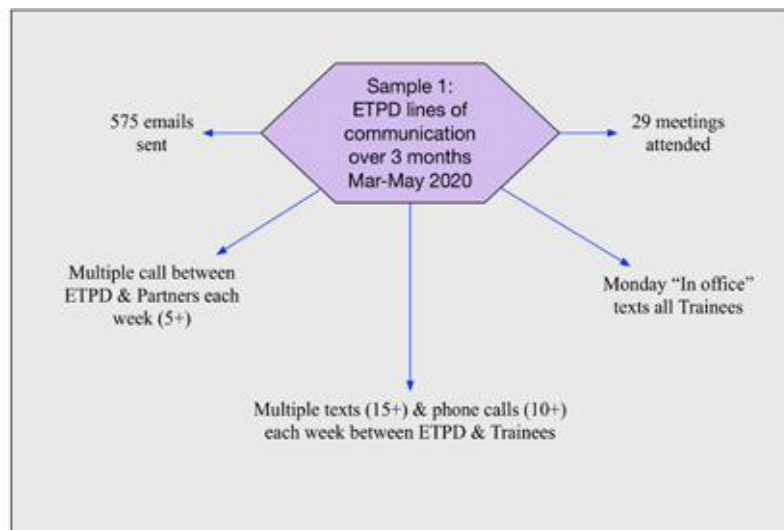 Sample 1:
ETPD lines of
communication
over 3 months
Mar-May 2020
575 emails
sent
29 meetings
attended
Multiple call between
ETPD & Partners each
week (5+)
Monday “In office”
texts all Trainees
Multiple texts (15+) & phone calls (10+)
each week between ETPD & Trainees